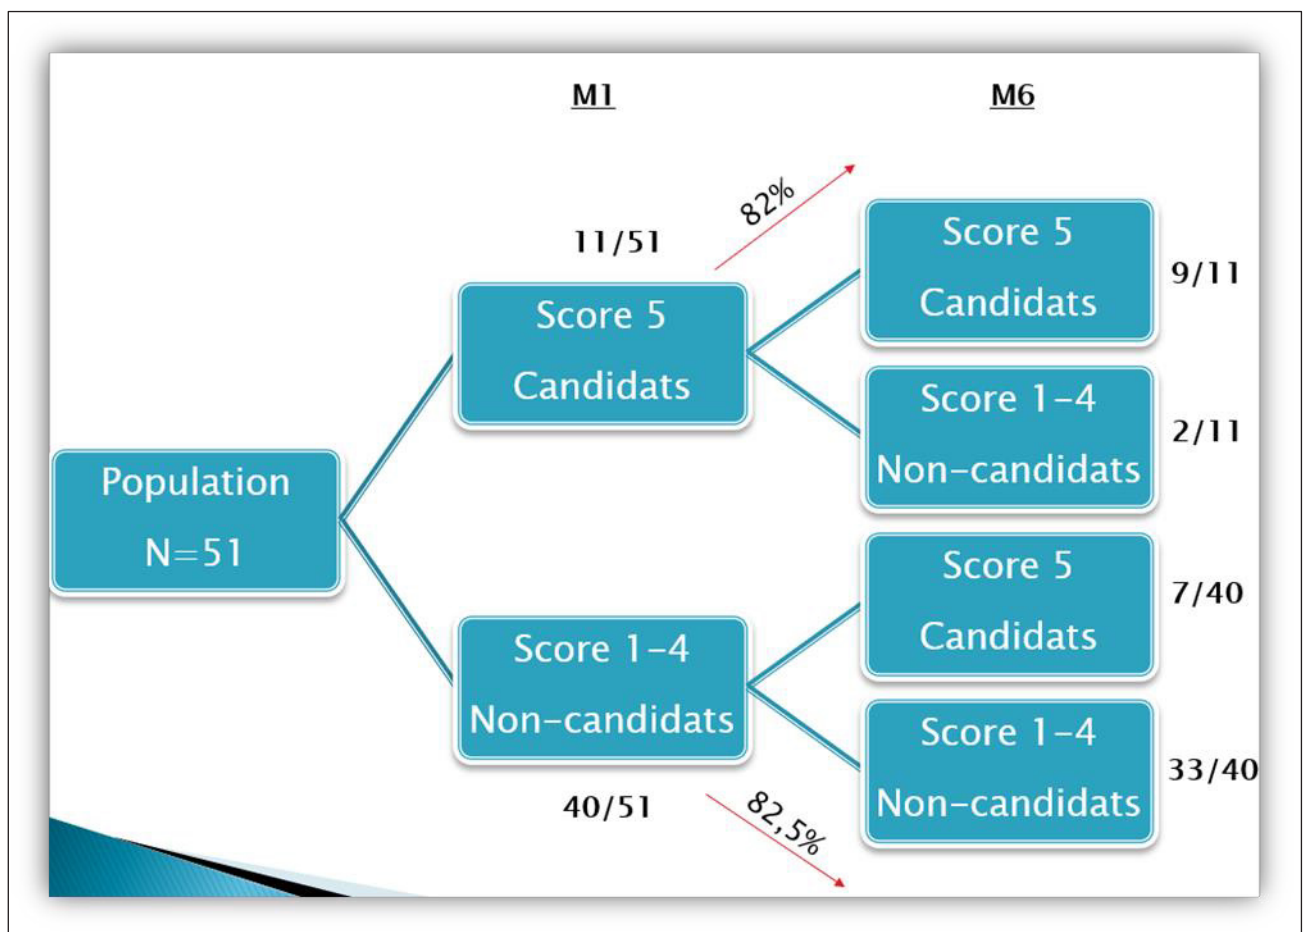 M1
M6
82%
11/51
Score 5
Candidats
9/11
Score 5
Candidats
2/11
Score 1-4
Non-candidats
Population
N=51
7/40
Score 5
Candidats
Score 1-4
Non-candidats
33/40
Score 1-4
Non-candidats
40/51
82,5%